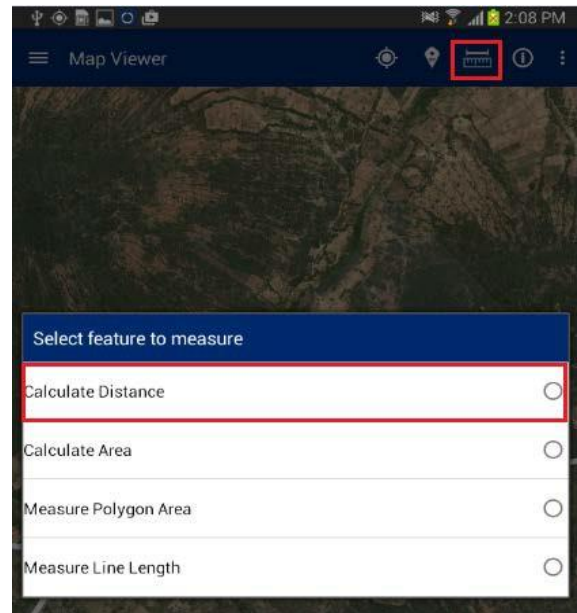 2:08 PM
Map Viewer
Select feature to measure
Calculate Distance
Calculate Area
Measure Polygon Area
Measure Line Length